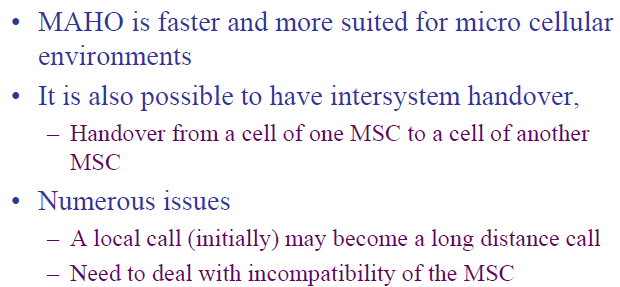 • MAHO is faster and more suited for micro cellular
environments
• It is also possible to have intersystem handover,
– Handover from a cell of one MSC to a cell of another
MSC
• Numerous issues
– A local call (initially) may become a long distance call
– Need to deal with incompatibility of the MSC